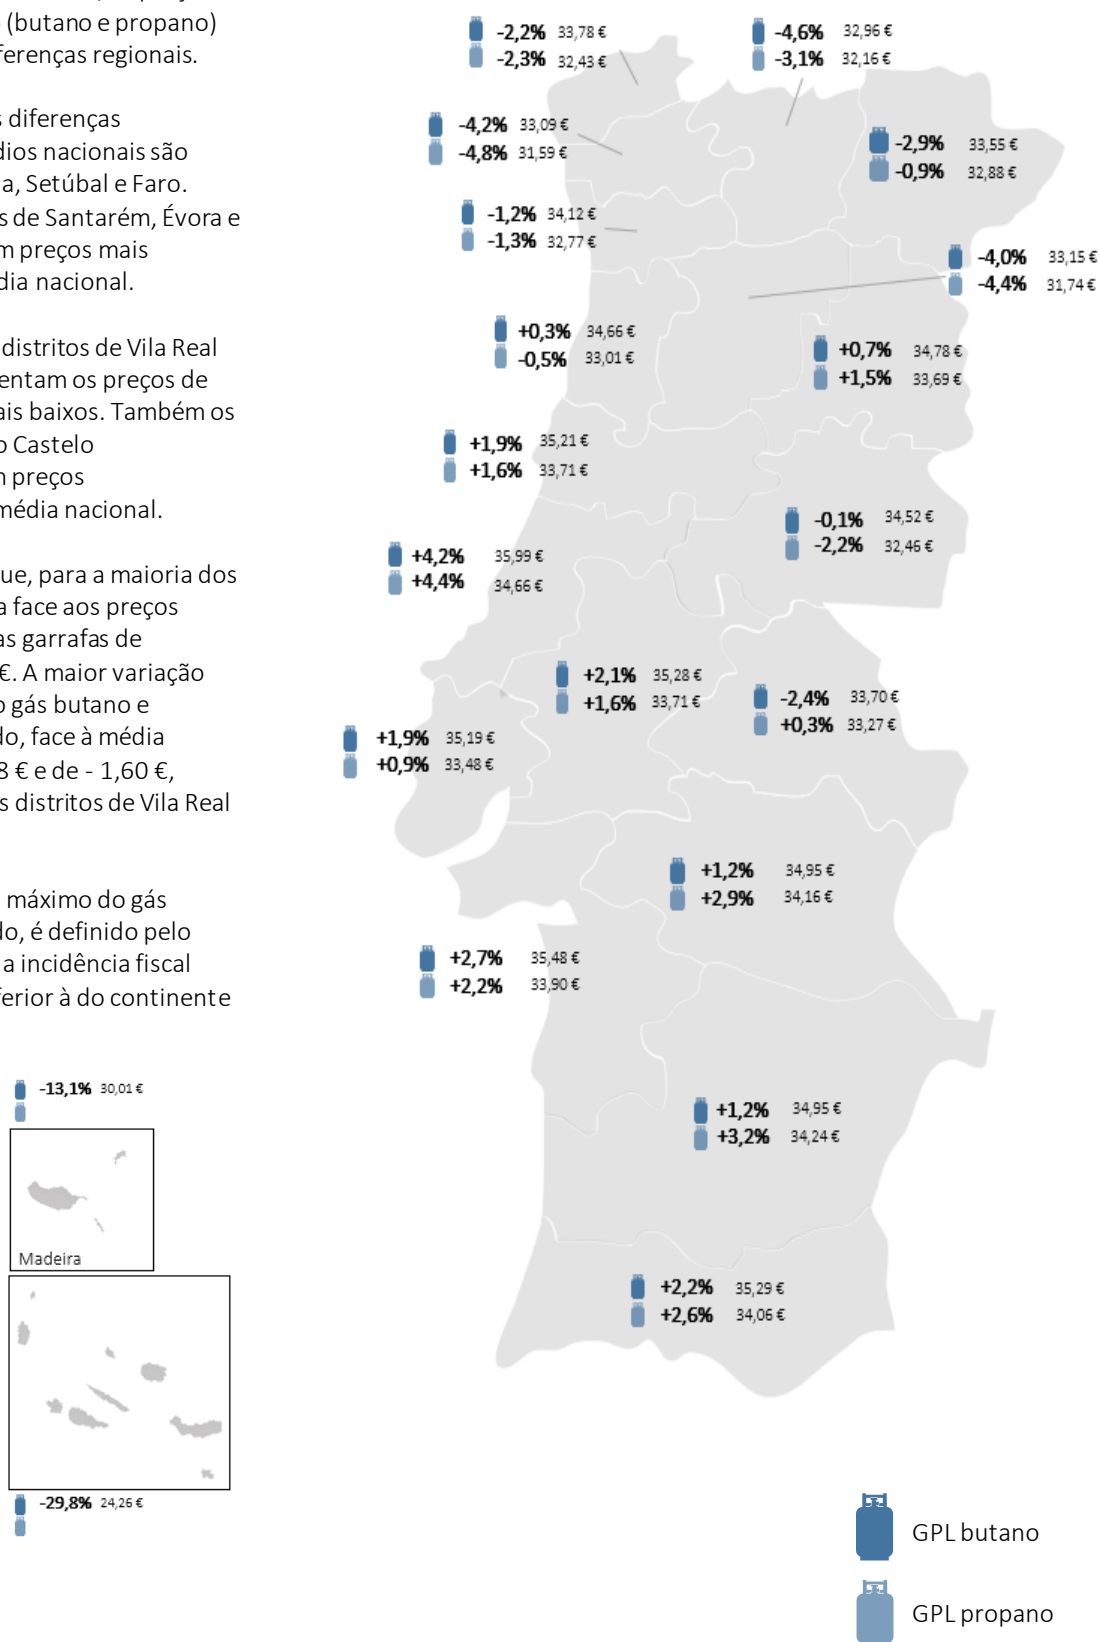 (butano e propano)
ferenças regionais.
s diferenças
dios nacionais são
a, Setúbal e Faro.
s de Santarém, Évora e
m preços mais
dia nacional.
distritos de Vila Real
entam os preços de
ais baixos. Também os
o Castelo
n preços
média nacional.
ue, para a maioria dos
a face aos preços
as garrafas de
€. A maior variação
o gás butano e
do, face à média
8 € e de - 1,60 €,
s distritos de Vila Real
máximo do gás
do, é definido pelo
a incidência fiscal
ferior à do continente
-2,2% 33,78 €
-2,3% 32,43 €
-4,6% 32,96 €
-3,1% 32,16 €
-4,2% 33,09 €
-4,8% 31,59 €
-2,9% 33,55 €
-0,9% 32,88 €
-1,2% 34,12 €
-1,3% 32,77 €
-4,0% 33,15 €
-4,4% 31,74 €
+0,3% 34,66 €
-0,5% 33,01 €
+0,7% 34,78 €
+1,5% 33,69 €
+1,9% 35,21 €
+1,6% 33,71 €
-0,1% 34,52 €
-2,2% 32,46 €
+4,2% 35,99 €
+4,4% 34,66 €
+2,1% 35,28 €
+1,6% 33,71 €
-2,4% 33,70 €
+0,3% 33,27 €
+1,9% 35,19 €
+0,9% 33,48 €
+1,2% 34,95 €
+2,9% 34,16 €
+2,7% 35,48 €
+2,2% 33,90 €
+1,2% 34,95 €
+3,2% 34,24 €
+2,2% 35,29 €
+2,6% 34,06 €
-13,1% 30,01 €
Madeira
-29,8% 24,26 €
GPL butano
GPL propano